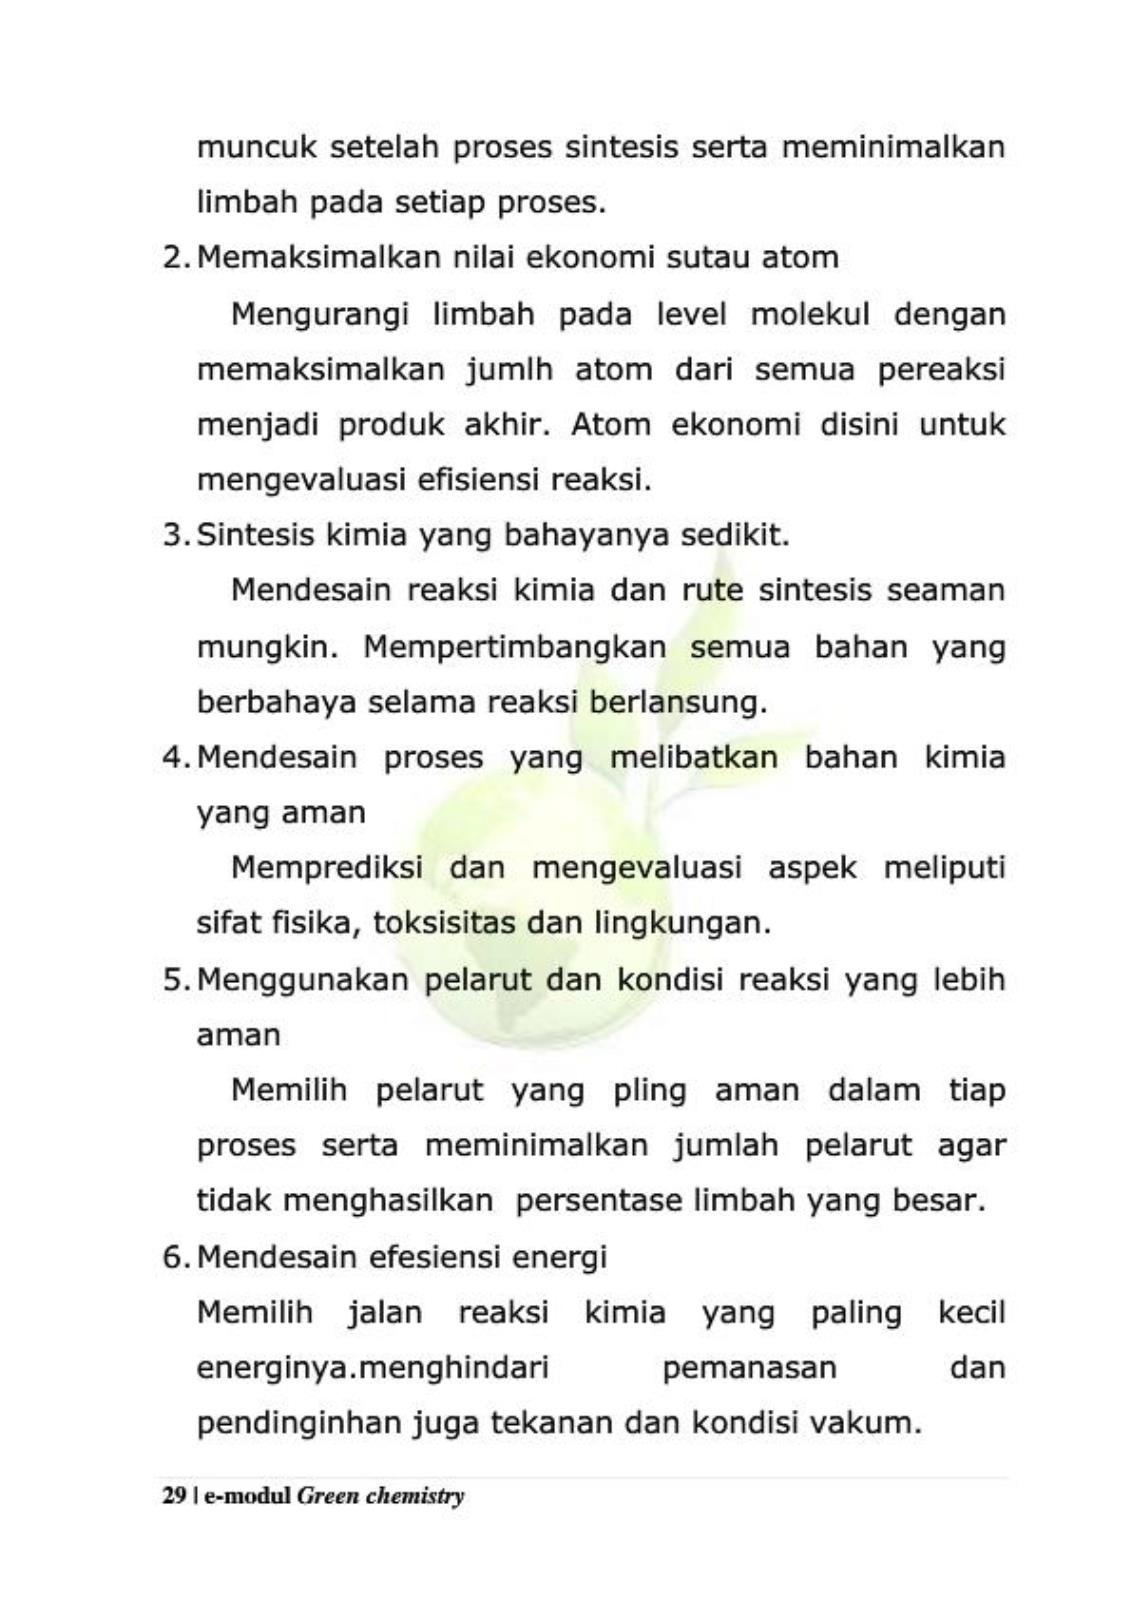 muncuk setelah proses sintesis serta meminimalkan
limbah pada setiap proses.
2. Memaksimalkan nilai ekonomi sutau atom
Mengurangi limbah pada level molekul dengan
memaksimalkan jumlh atom dari semua pereaksi
menjadi produk akhir. Atom ekonomi disini untuk
mengevaluasi efisiensi reaksi.
3. Sintesis kimia yang bahayanya sedikit.
Mendesain reaksi kimia dan rute sintesis seaman
mungkin. Mempertimbangkan semua bahan yang
berbahaya selama reaksi berlansung.
4. Mendesain proses yang melibatkan bahan kimia
yang aman
Memprediksi dan mengevaluasi aspek meliputi
sifat fisika, toksisitas dan lingkungan.
5. Menggunakan pelarut dan kondisi reaksi yang lebih
aman
Memilih pelarut yang pling aman dalam tiap
proses serta meminimalkan jumlah pelarut agar
tidak menghasilkan persentase limbah yang besar.
6. Mendesain efesiensi energi
Memilih jalan reaksi kimia yang paling kecil
energinya.menghindari pemanasan dan
pendinginhan juga tekanan dan kondisi vakum.
29 | e-modul Green chemistry